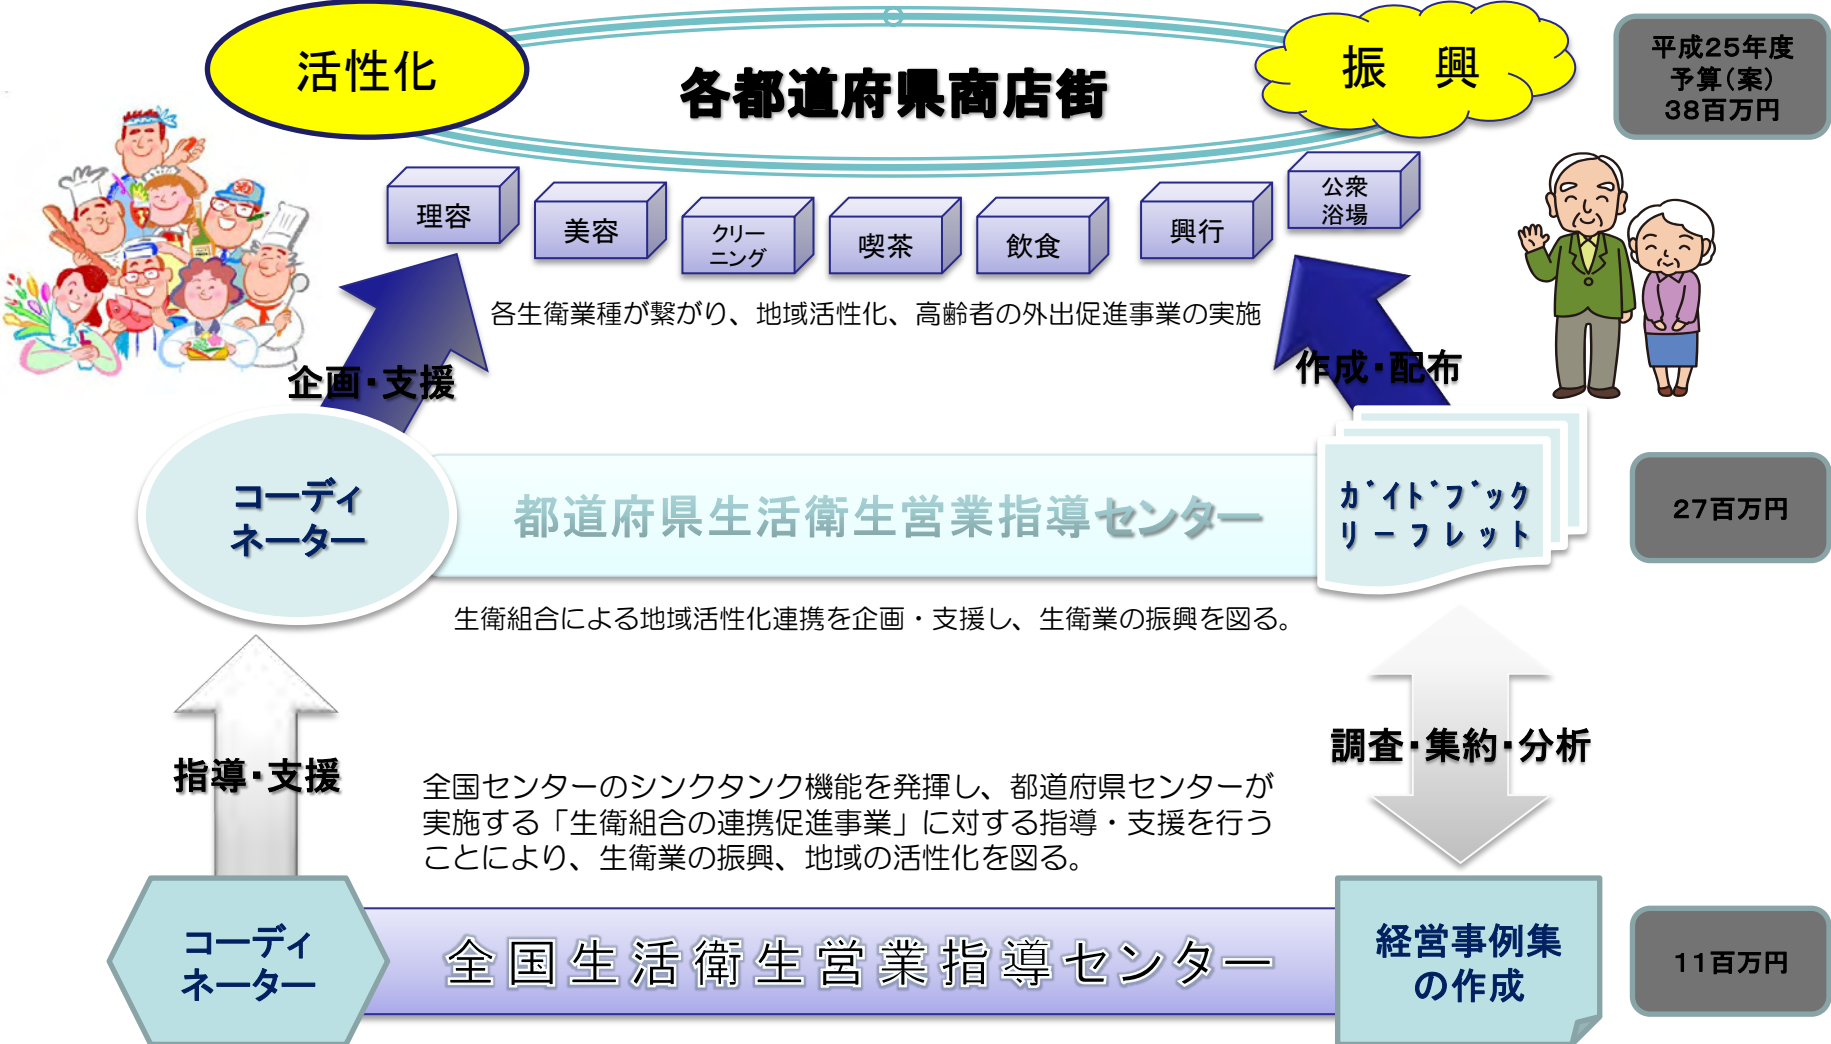 活性化
各都道府県商店街
振　興
平成25年度
予算(案)
38百万円
理容
美容
クリー
ニング
喫茶
飲食
興行
公衆
浴場
各生衛業種が繋がり、地域活性化、高齢者の外出促進事業の実施
企画・支援
作成・配布
コーディ
ネーター
都道府県生活衛生営業指導センター
ｶﾞｲﾄﾞﾌﾞｯｸ
ﾘｰﾌﾚｯﾄ
27百万円
生衛組合による地域活性化連携を企画・支援し、生衛業の振興を図る。
指導・支援
調査・集約・分析
全国センターのシンクタンク機能を発揮し、都道府県センターが
実施する「生衛組合の連携促進事業」に対する指導・支援を行う
ことにより、生衛業の振興、地域の活性化を図る。
コーディ
ネーター
全国生活衛生営業指導センター
経営事例集
の作成
11百万円